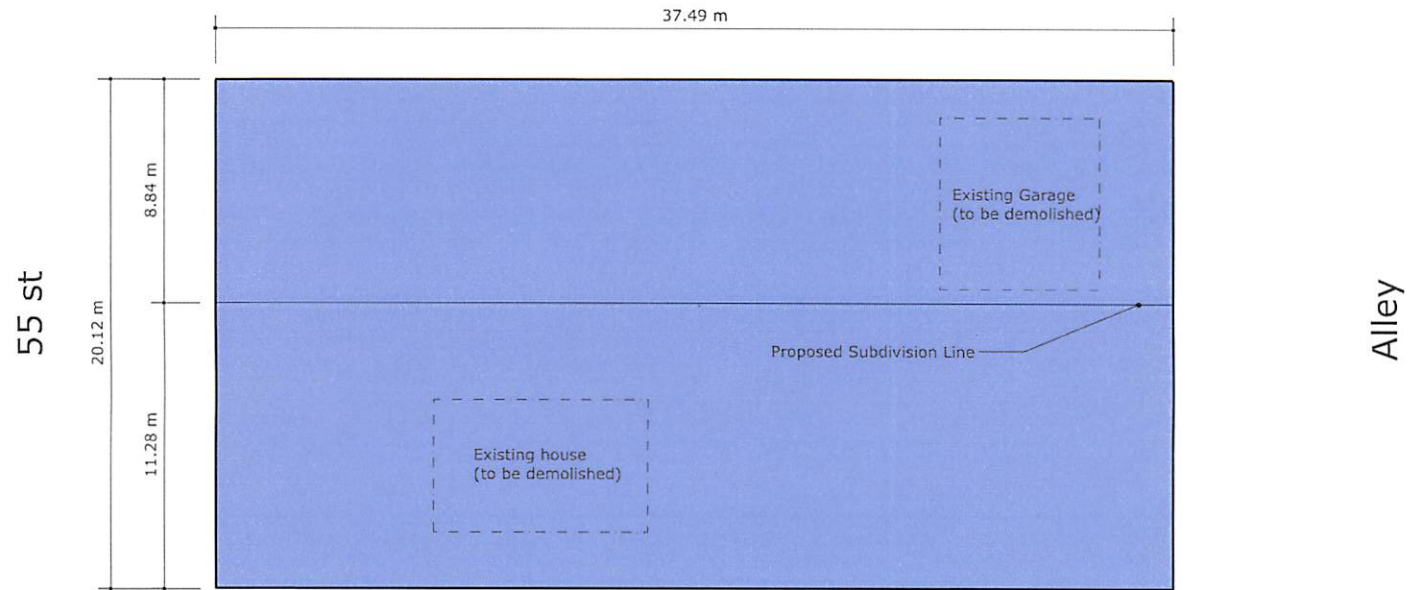 37.49 m
8.84 m
55 st
20.12 m
11.28 m
Existing Garage
(to be demolished)
Proposed Subdivision Line
Existing house
(to be demolished)
Alley